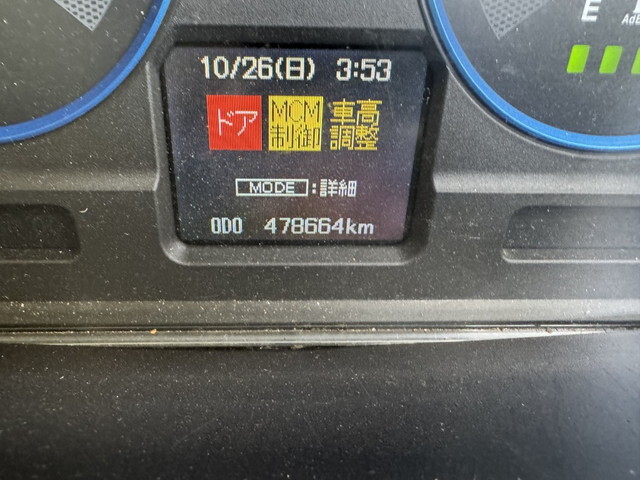 E
AdB
10/26(日) 3:53
ドア MCM 車高
制御 調整
MODE :詳細
ODO 478664km